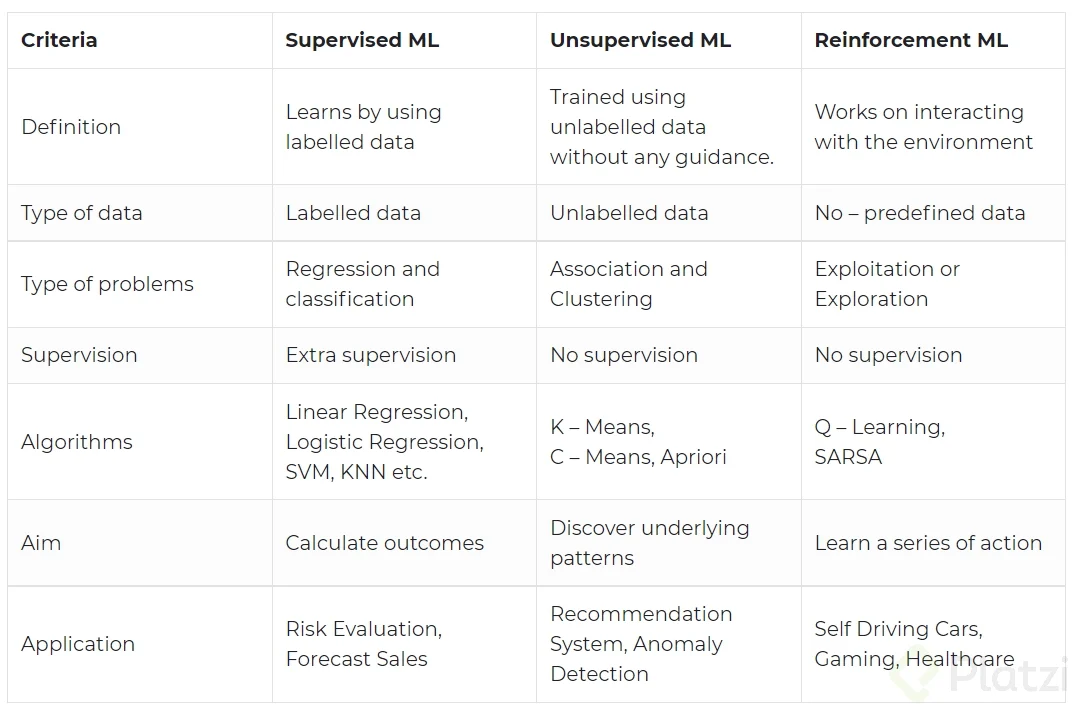 Criteria
Supervised ML
Unsupervised ML
Reinforcement ML
Definition
Learns by using
labelled data
Trained using
unlabelled data
without any guidance.
Works on interacting
with the environment
Type of data
Labelled data
Unlabelled data
No – predefined data
Type of problems
Regression and
classification
Association and
Clustering
Exploitation or
Exploration
Supervision
Extra supervision
No supervision
No supervision
Algorithms
Linear Regression,
Logistic Regression,
SVM, KNN etc.
K – Means,
C – Means, Apriori
Q – Learning,
SARSA
Aim
Calculate outcomes
Discover underlying
patterns
Learn a series of action
Application
Risk Evaluation,
Forecast Sales
Recommendation
System, Anomaly
Detection
Self Driving Cars,
Gaming, Healthcare
Platzi